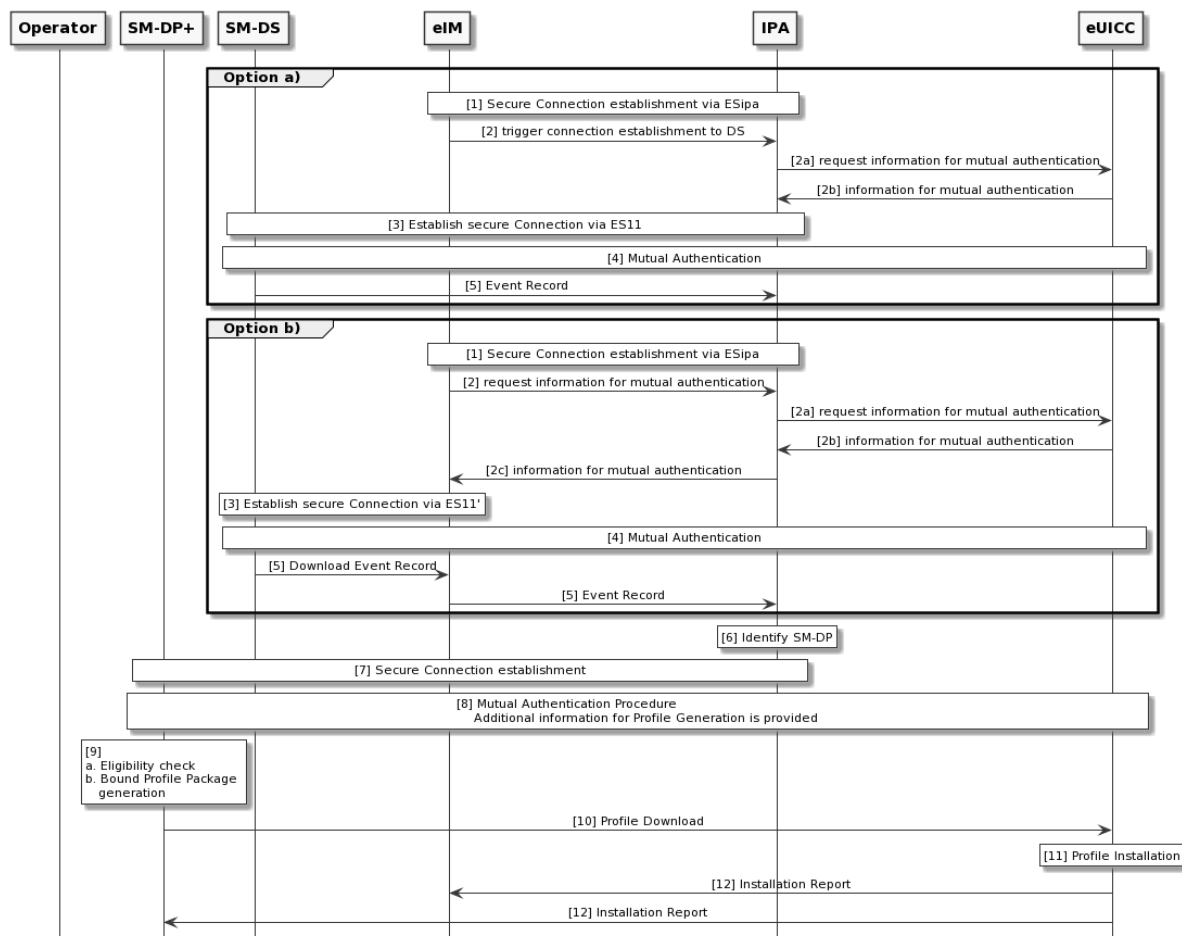 Operator
SM-DP+
SM-DS
eIM
IPA
eUICC
Option a)
[1] Secure Connection establishment via ESipa
[2] trigger connection establishment to DS
[2a] request information for mutual authentication
[2b] information for mutual authentication
[3] Establish secure Connection via ES11
[4] Mutual Authentication
[5] Event Record
Option b)
[1] Secure Connection establishment via ESipa
[2] request information for mutual authentication
[2a] request information for mutual authentication
[2b] information for mutual authentication
[2c] information for mutual authentication
[3] Establish secure Connection via ES11'
[4] Mutual Authentication
[5] Download Event Record
[5] Event Record
[6] Identify SM-DP
[7] Secure Connection establishment
[8] Mutual Authentication Procedure
Additional information for Profile Generation is provided
[9]
a. Eligibility check
b. Bound Profile Package
generation
[10] Profile Download
[11] Profile Installation
[12] Installation Report
[12] Installation Report